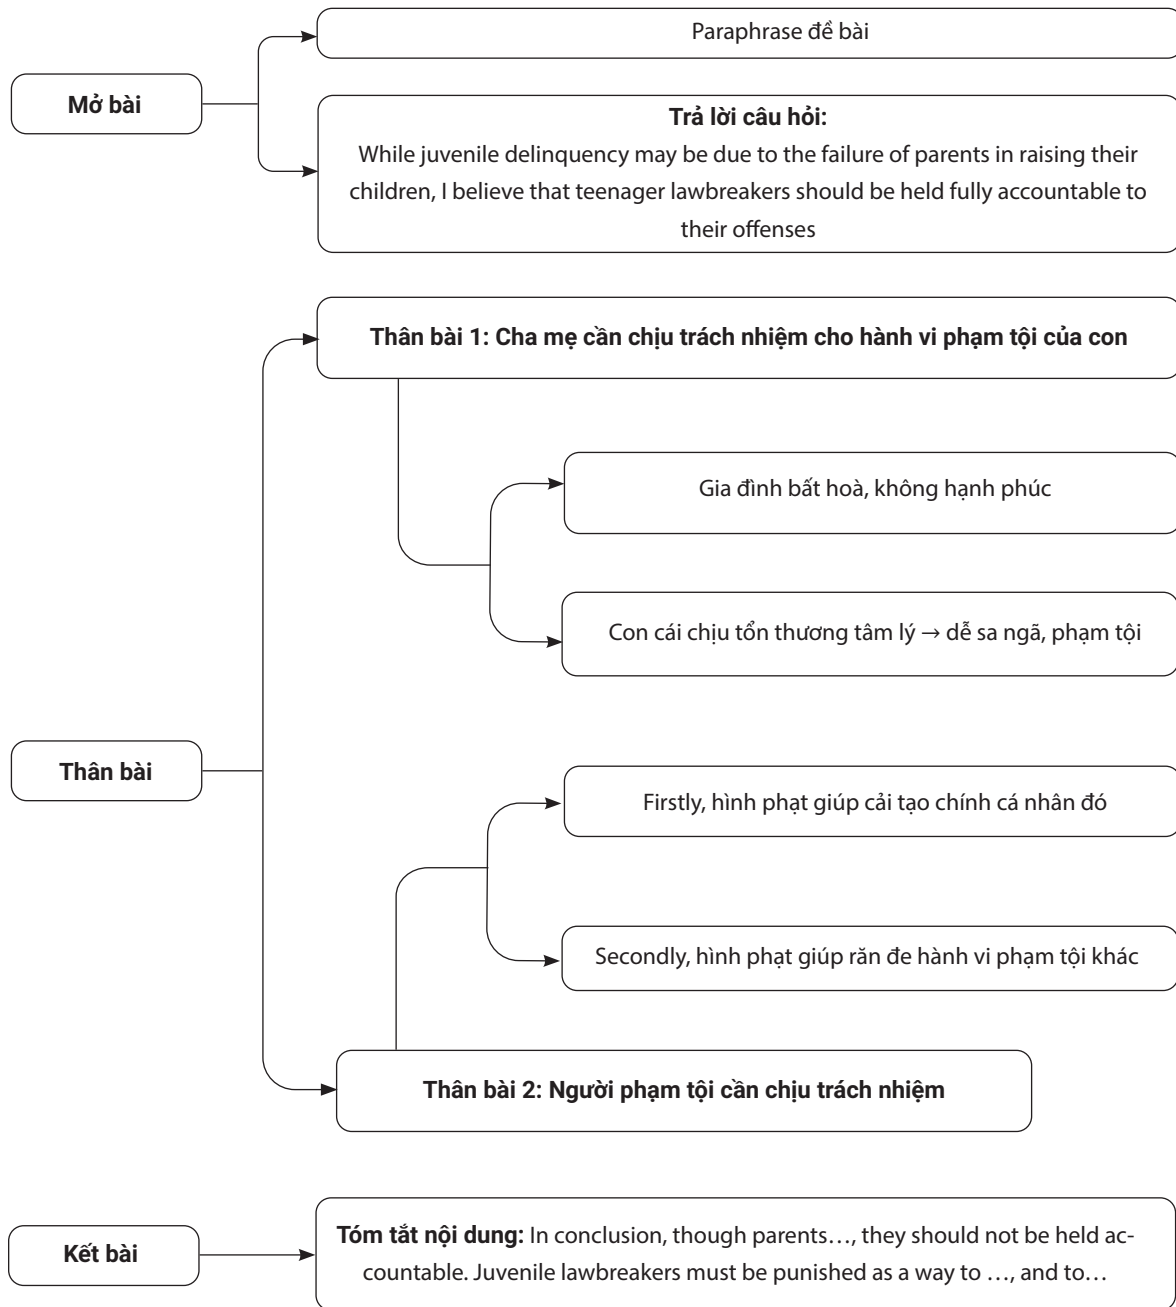 Mở bài
Paraphrase đề bài
Trả lời câu hỏi:
While juvenile delinquency may be due to the failure of parents in raising their
children, I believe that teenager lawbreakers should be held fully accountable to
their offenses
Thân bài
Thân bài 1: Cha mẹ cần chịu trách nhiệm cho hành vi phạm tội của con
Gia đình bất hoà, không hạnh phúc
Con cái chịu tổn thương tâm lý → dễ sa ngã, phạm tội
Firstly, hình phạt giúp cải tạo chính cá nhân đó
Secondly, hình phạt giúp răn đe hành vi phạm tội khác
Thân bài 2: Người phạm tội cần chịu trách nhiệm
Kết bài
Tóm tắt nội dung: In conclusion, though parents…, they should not be held ac-
countable. Juvenile lawbreakers must be punished as a way to …, and to…